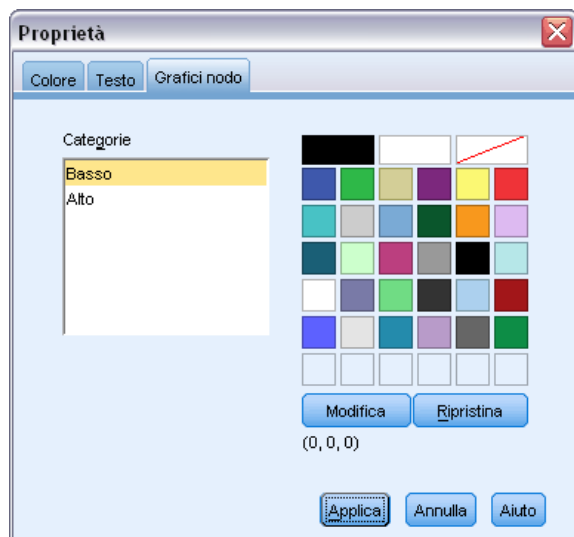 Proprietà
Colore Testo Grafici nodo
Categorie
Basso
Alto
Modifica Ripristina
(0, 0, 0)
Applica Annulla Aiuto